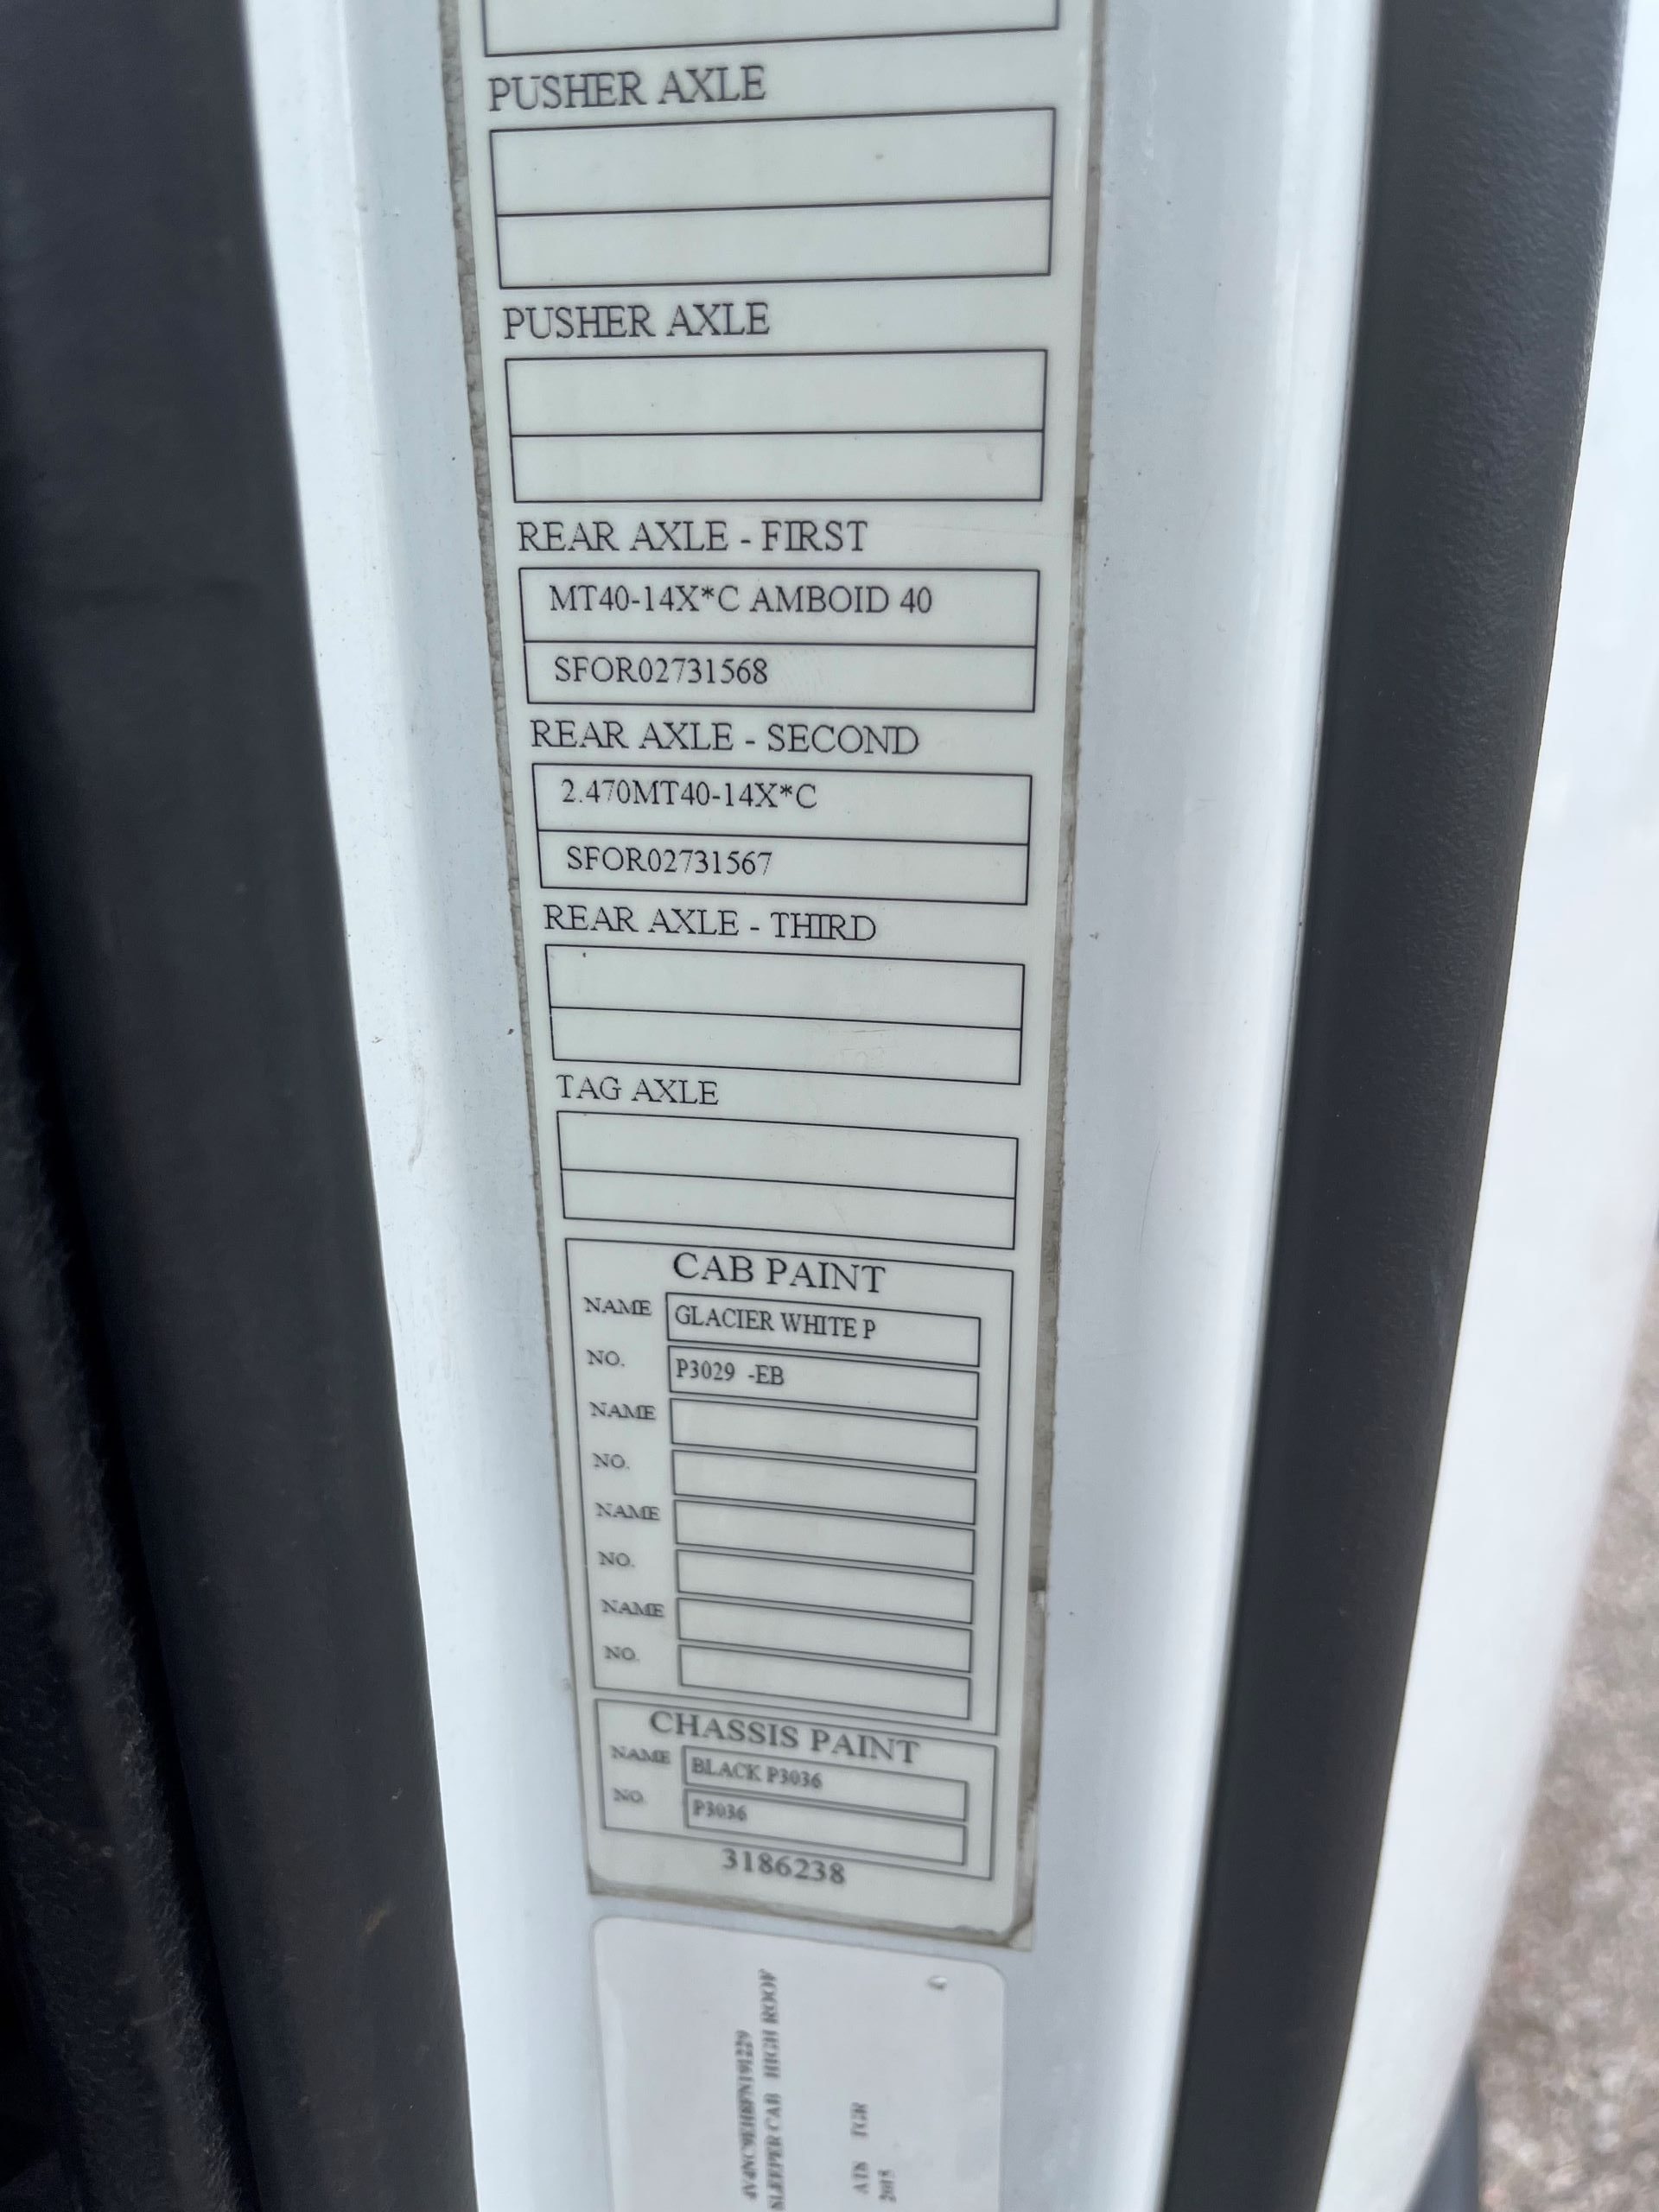 PUSHER AXLE
PUSHER AXLE
REAR AXLE - FIRST
MT40-14X*C AMBOID 40
SFOR02731568
REAR AXLE - SECOND
2.470MT40-14X*C
SFOR02731567
REAR AXLE - THIRD
TAG AXLE
CAB PAINT
NAME GLACIER WHITE P
NO. P3029 -EB
NAME
NO.
NAME
NO.
NAME
NO.
CHASSIS PAINT
NAME BLACK P3036
NO. P3036
3186238
SLEEPER CAB HIGH ROOF
2015